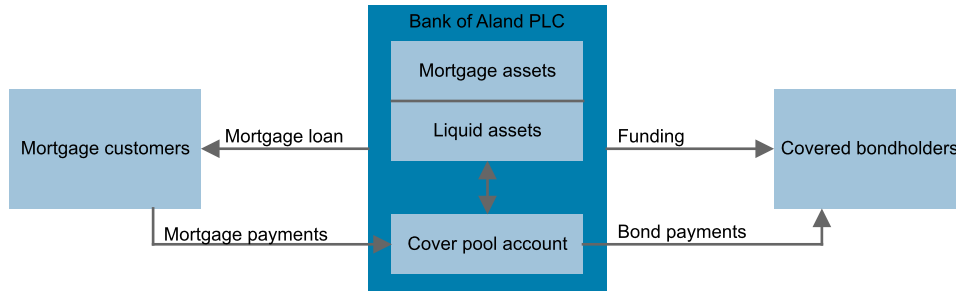 Bank of Aland PLC
Mortgage assets
Liquid assets
Mortgage customers
Mortgage loan
Funding
Covered bondholders
Mortgage payments
Cover pool account
Bond payments